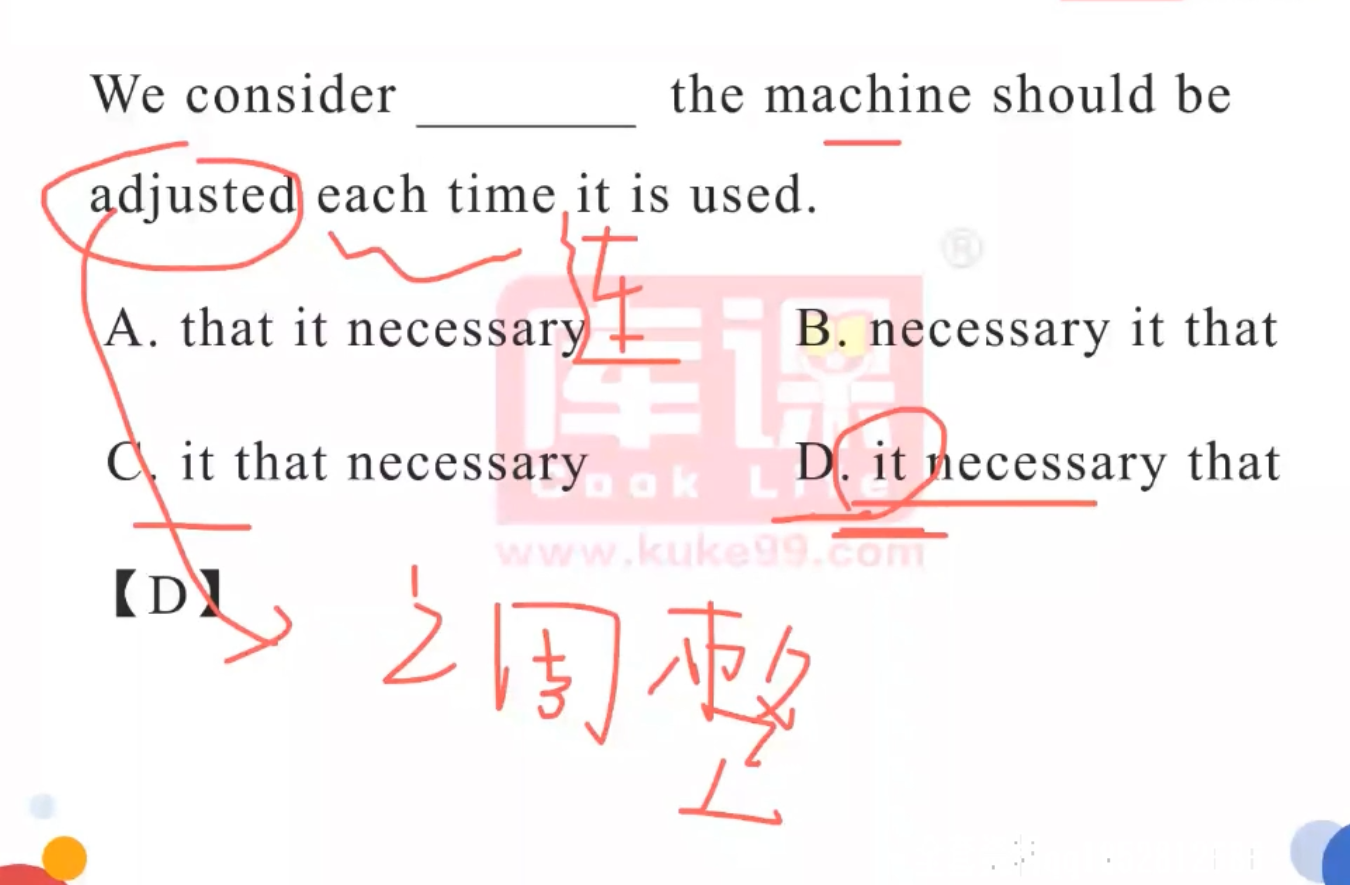 We consider ________ the machine should be
adjusted each time it is used.
®
A. that it necessary
B. necessary it that
库课
C. it that necessary
D. it necessary that
Cook Life
www.kuke99.com
【D】
调整